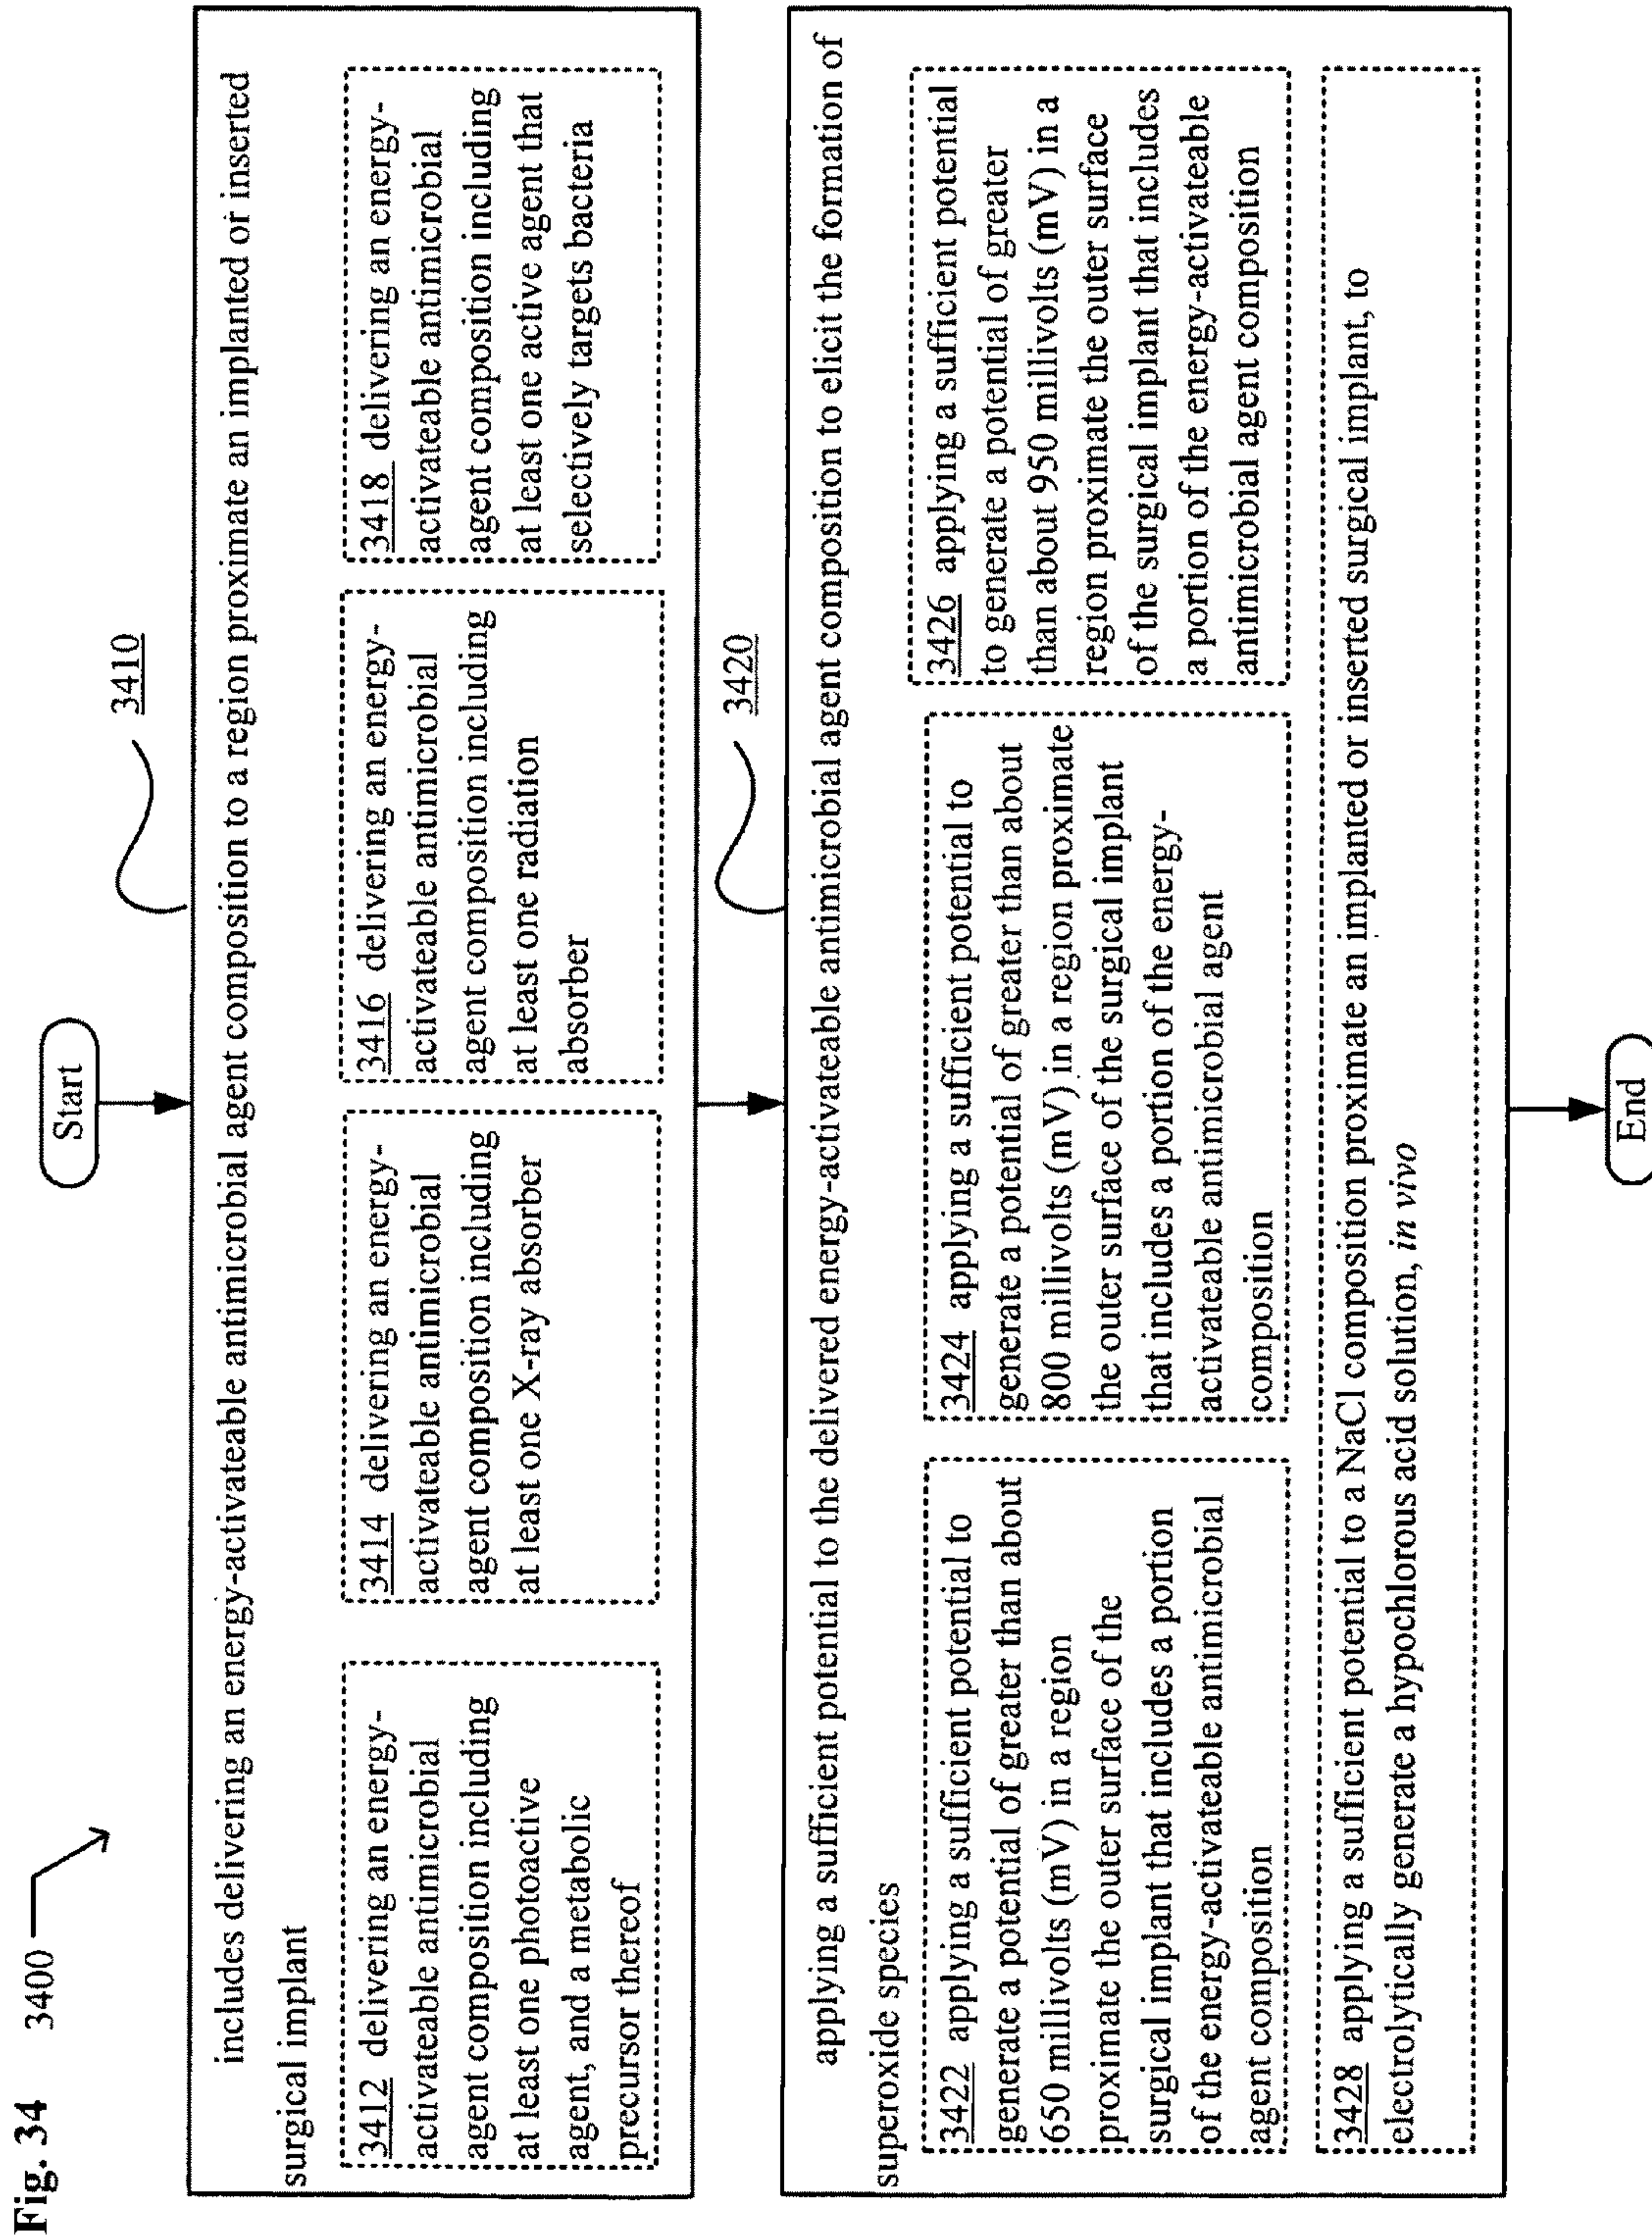 Fig. 34
3400
Start
3410
includes delivering an energy-activateable antimicrobial agent composition to a region proximate an implanted or inserted
surgical implant
3412 delivering an energy-
activateable antimicrobial
agent composition including
at least one photoactive
agent, and a metabolic
precursor thereof
3414 delivering an energy-
activateable antimicrobial
agent composition including
at least one X-ray absorber
3416 delivering an energy-
activateable antimicrobial
agent composition including
at least one radiation
absorber
3418 delivering an energy-
activateable antimicrobial
agent composition including
at least one active agent that
selectively targets bacteria
3420
applying a sufficient potential to the delivered energy-activateable antimicrobial agent composition to elicit the formation of
superoxide species
3422 applying a sufficient potential to
generate a potential of greater than about
650 millivolts (mV) in a region
proximate the outer surface of the
surgical implant that includes a portion
of the energy-activateable antimicrobial
agent composition
3424 applying a sufficient potential to
generate a potential of greater than about
800 millivolts (mV) in a region proximate
the outer surface of the surgical implant
that includes a portion of the energy-
activateable antimicrobial agent
composition
3426 applying a sufficient potential
to generate a potential of greater
than about 950 millivolts (mV) in a
region proximate the outer surface
of the surgical implant that includes
a portion of the energy-activateable
antimicrobial agent composition
3428 applying a sufficient potential to a NaCl composition proximate an implanted or inserted surgical implant, to
electrolytically generate a hypochlorous acid solution, in vivo
End